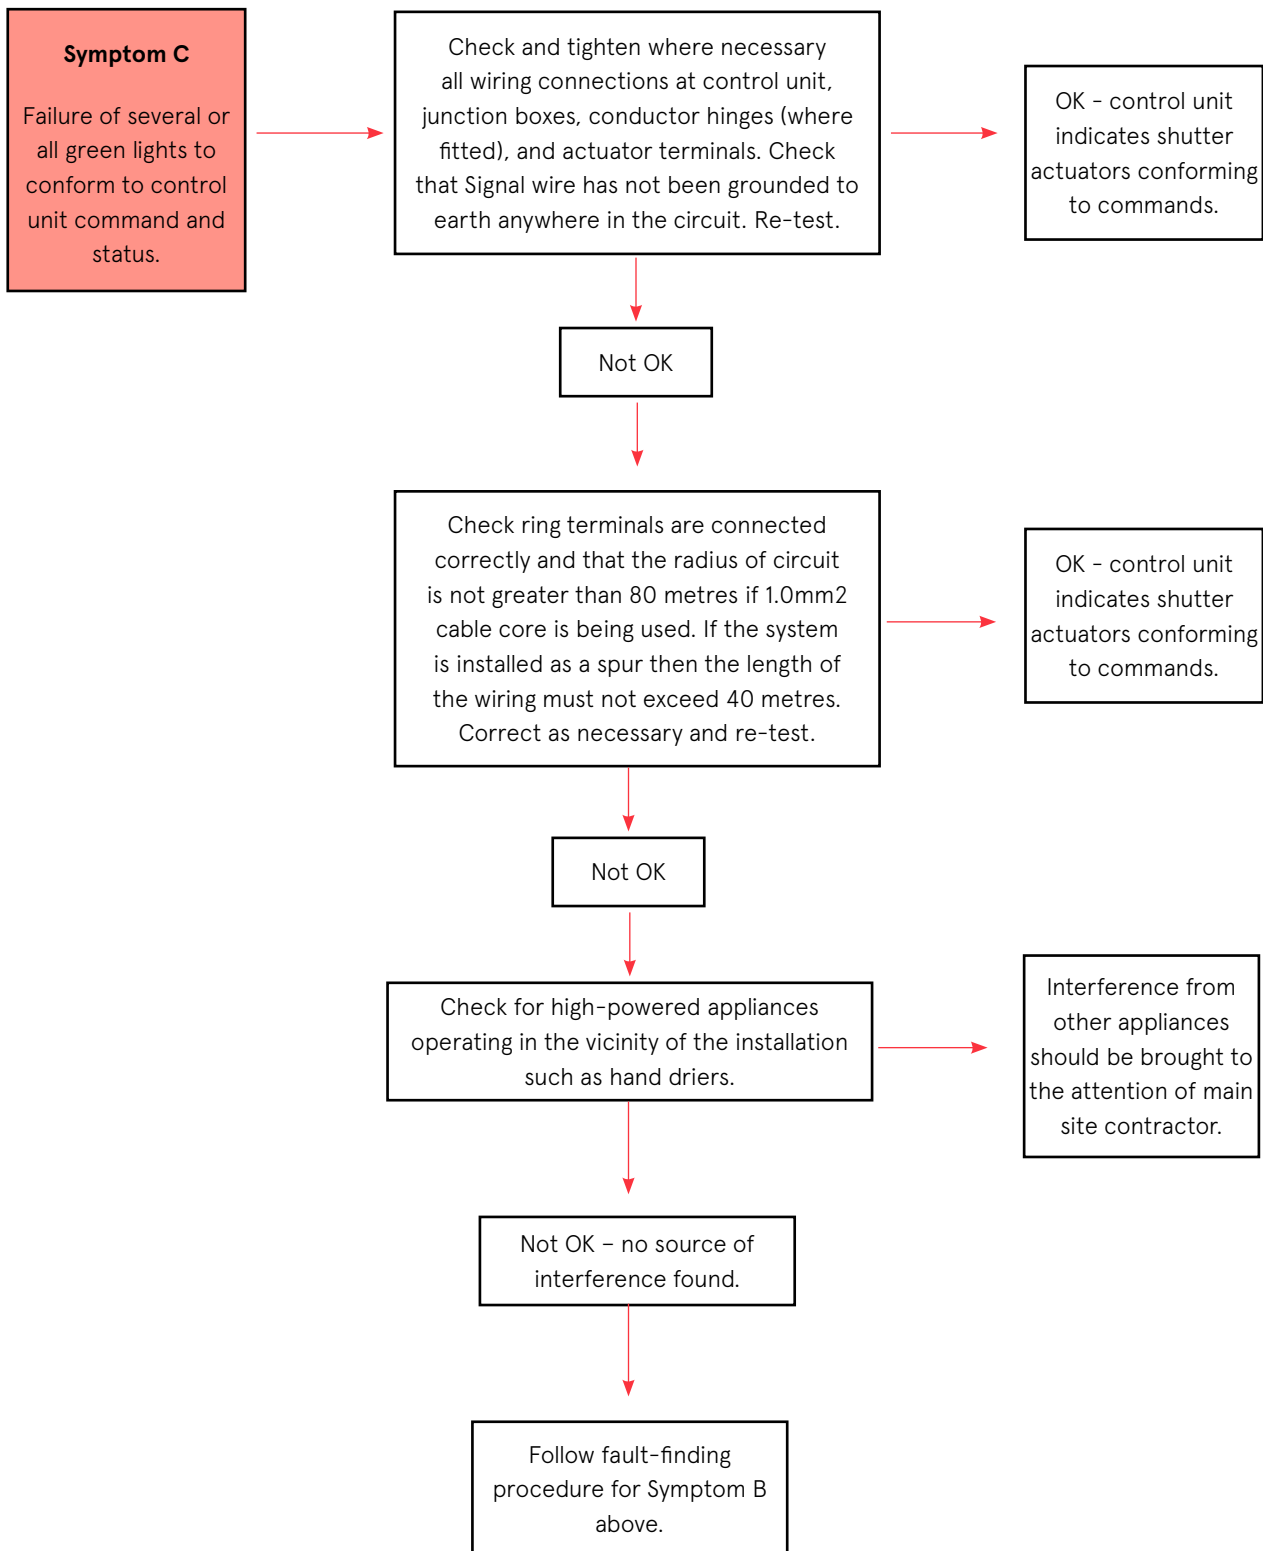 Symptom C
Failure of several or
all green lights to
conform to control
unit command and
status.
Check and tighten where necessary
all wiring connections at control unit,
junction boxes, conductor hinges (where
fitted), and actuator terminals. Check
that Signal wire has not been grounded to
earth anywhere in the circuit. Re-test.
OK - control unit
indicates shutter
actuators conforming
to commands.
Not OK
Check ring terminals are connected
correctly and that the radius of circuit
is not greater than 80 metres if 1.0mm2
cable core is being used. If the system
is installed as a spur then the length of
the wiring must not exceed 40 metres.
Correct as necessary and re-test.
OK - control unit
indicates shutter
actuators conforming
to commands.
Not OK
Check for high-powered appliances
operating in the vicinity of the installation
such as hand driers.
Interference from
other appliances
should be brought to
the attention of main
site contractor.
Not OK – no source of
interference found.
Follow fault-finding
procedure for Symptom B
above.